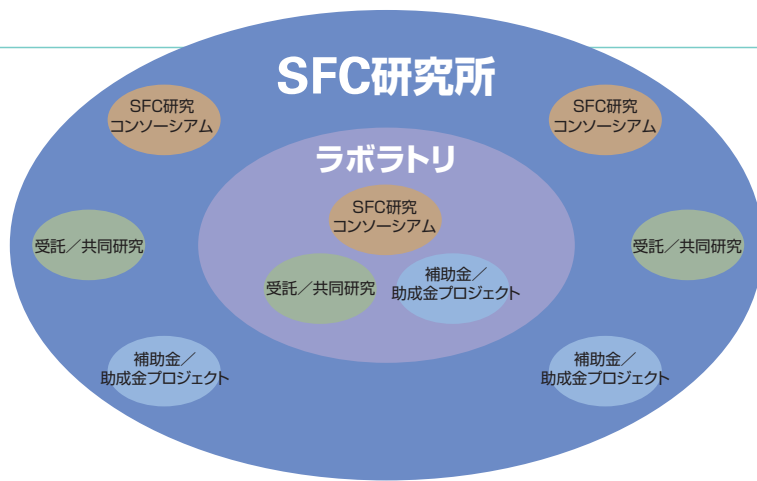 SFC研究所
SFC研究
コンソーシアム
SFC研究
コンソーシアム
ラボラトリ
SFC研究
コンソーシアム
受託／共同研究
受託／共同研究
補助金／
助成金プロジェクト
受託／共同研究
補助金／
助成金プロジェクト
補助金／
助成金プロジェクト